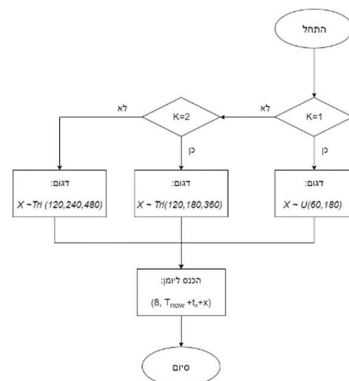 התחל
K=1
לא
K=2
לא
כן
כן
דגום:
X ~ U(60,180)
דגום:
X ~ Tri(120,180,360)
דגום:
X ~Tri (120,240,480)
הכנס ליומן:
(8, Tnow +tᵣ+x)
סיום